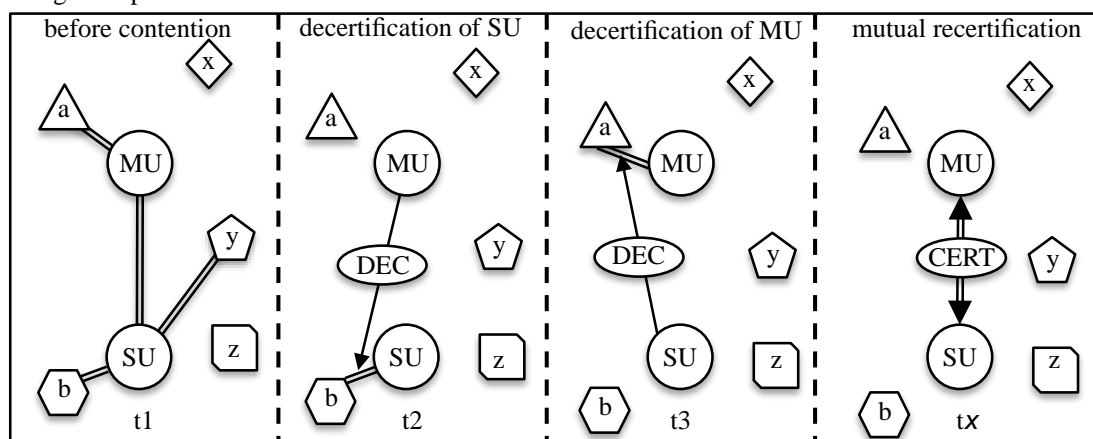 before contention
x
a
MU
y
SU
z
b
t1
decertification of SU
x
a
MU
y
DEC
SU
z
b
t2
decertification of MU
x
a
MU
DEC
y
SU
z
b
t3
mutual recertification
x
a
MU
CERT
y
SU
z
b
tx